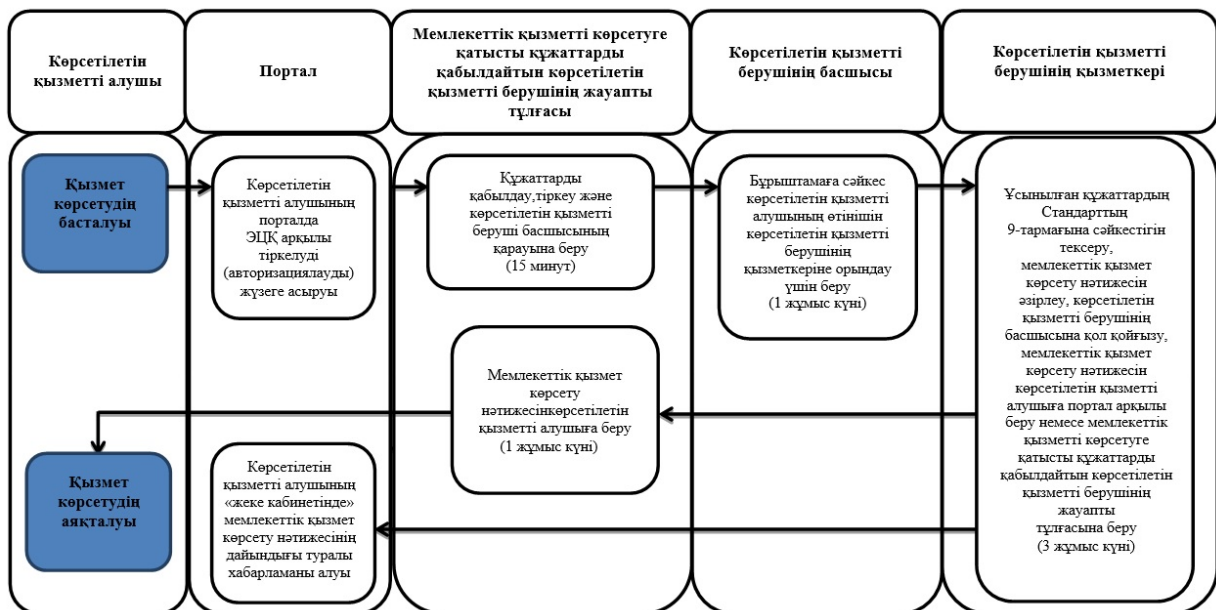 Көрсетілетін
қызметті алушы
Портал
Мемлекеттік қызметті көрсетуге
қатысты құжаттарды
қабылдайтын көрсетілетін
қызметті берушінің жауапты
тұлғасы
Көрсетілетін қызметті
берушінің басшысы
Көрсетілетін қызметті
берушінің қызметкері
Қызмет
көрсетудің
басталуы
Көрсетілетін
қызметті алушының
порталда
ЭЦҚ арқылы
тіркелуді
(авторизациялауды)
жүзеге асыруы
Құжаттарды
қабылдау,тіркеу және
көрсетілетін қызметті
беруші басшысының
қарауына беру
(15 минут)
Бұрыштамаға сәйкес
көрсетілетін қызметті
алушының өтінішін
көрсетілетін қызметті
берушінің
қызметкеріне орындау
үшін беру
(1 жұмыс күні)
Ұсынылған құжаттардың
Стандарттың
9-тармағына сәйкестігін
тексеру,
мемлекеттік қызмет
көрсету нәтижесін
әзірлеу, көрсетілетін
қызметті берушінің
басшысына қол қойғызу,
мемлекеттік қызмет
көрсету нәтижесін
көрсетілетін қызметті
алушыға портал арқылы
беру немесе мемлекеттік
қызметті көрсетуге
қатысты құжаттарды
қабылдайтын көрсетілетін
қызметті берушінің
жауапты
тұлғасына беру
(3 жұмыс күні)
Мемлекеттік қызмет
көрсету
нәтижесінкөрсетілетін
қызметті алушыға беру
(1 жұмыс күні)
Қызмет
көрсетудің
аяқталуы
Көрсетілетін
қызметті алушының
«жеке кабинетінде»
мемлекеттік қызмет
көрсету нәтижесінің
дайындығы туралы
хабарламаны алуы